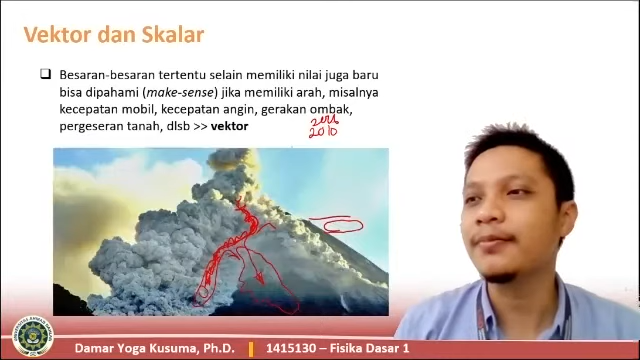 Vektor dan Skalar
❑ Besaran-besaran tertentu selain memiliki nilai juga baru
bisa dipahami (make-sense) jika memiliki arah, misalnya
kecepatan mobil, kecepatan angin, gerakan ombak,
pergeseran tanah, dlsb >> vektor
2010
Damar Yoga Kusuma, Ph.D. | 1415130 – Fisika Dasar 1